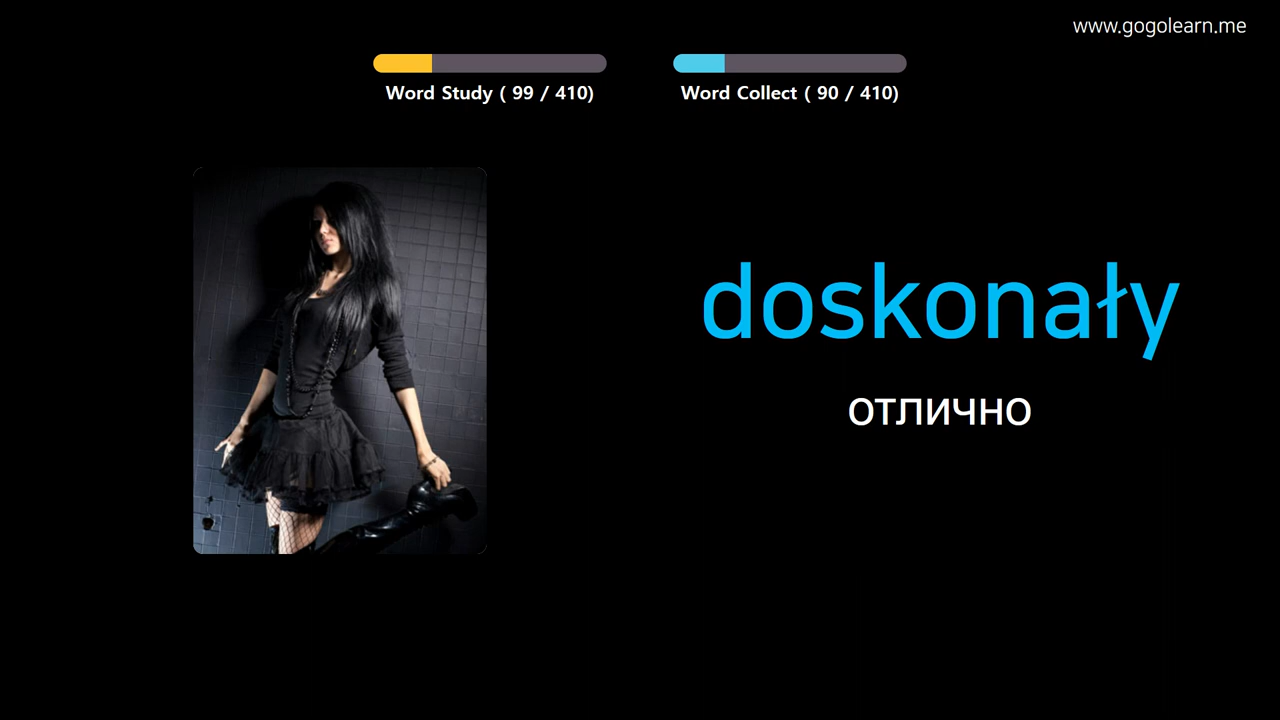 www.gogolearn.me
Word Study ( 99 / 410)
Word Collect ( 90 / 410)
doskonały
отлично